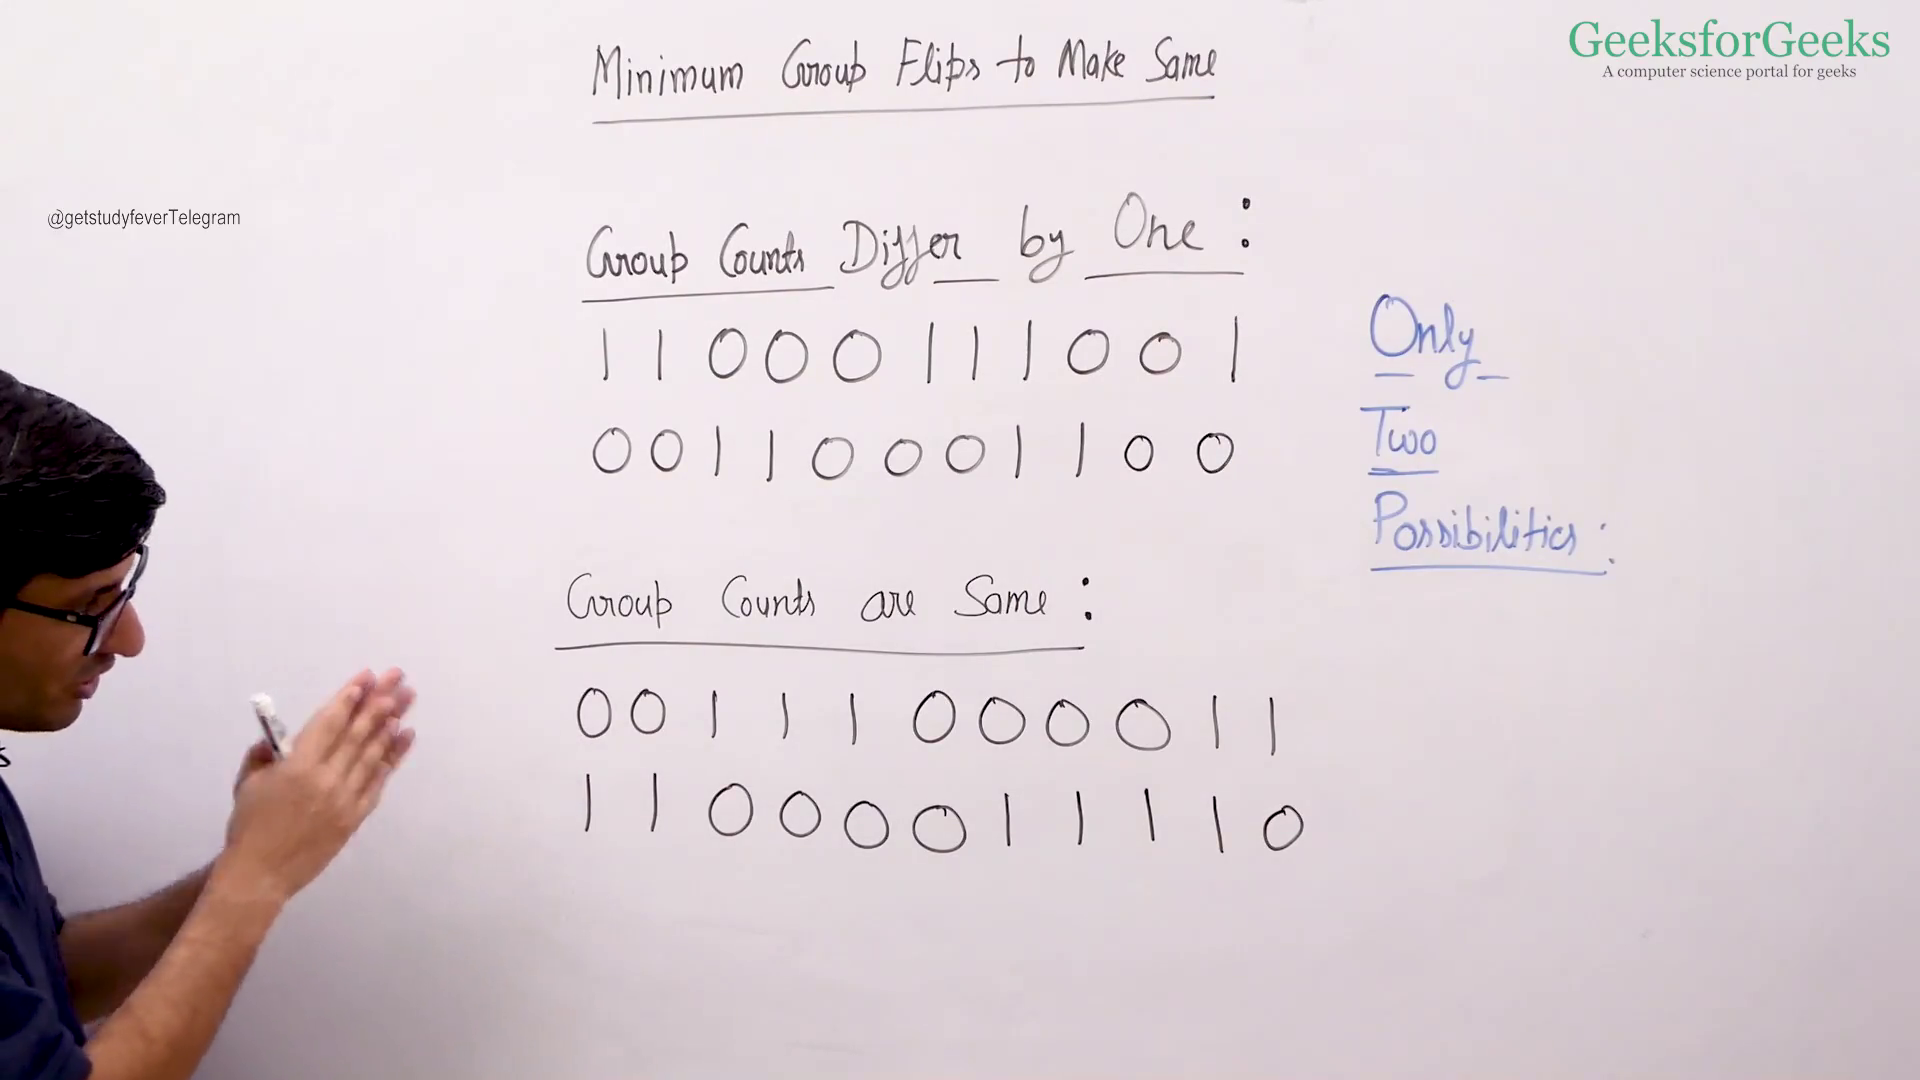 GeeksforGeeks
A computer science portal for geeks
Minimum Group Flips to Make Same
@getstudyfeverTelegram
Group Counts Differ by One :
1 1 0 0 0 1 1 1 0 0 1
0 0 1 1 0 0 0 1 1 0 0
Only
Two
Possibilities :
Group Counts are Same :
0 0 1 1 1 0 0 0 0 1 1
1 1 0 0 0 0 1 1 1 1 0